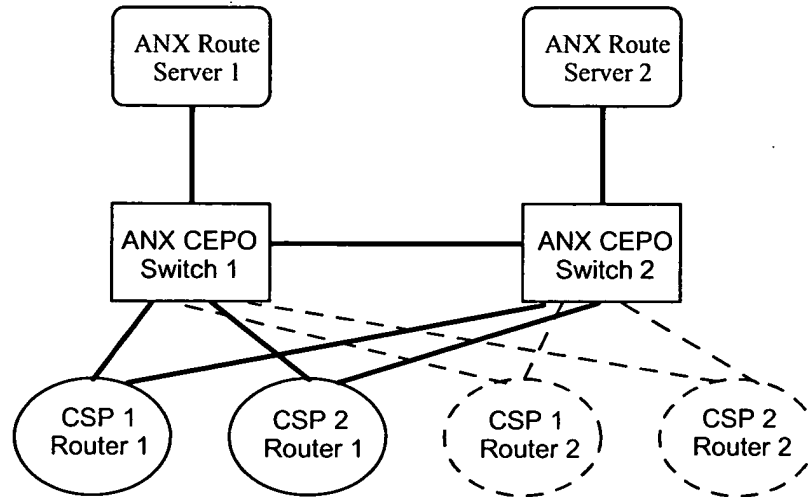 ANX Route
Server 1
ANX Route
Server 2
ANX CEPO
Switch 1
ANX CEPO
Switch 2
CSP 1
Router 1
CSP 2
Router 1
CSP 1
Router 2
CSP 2
Router 2